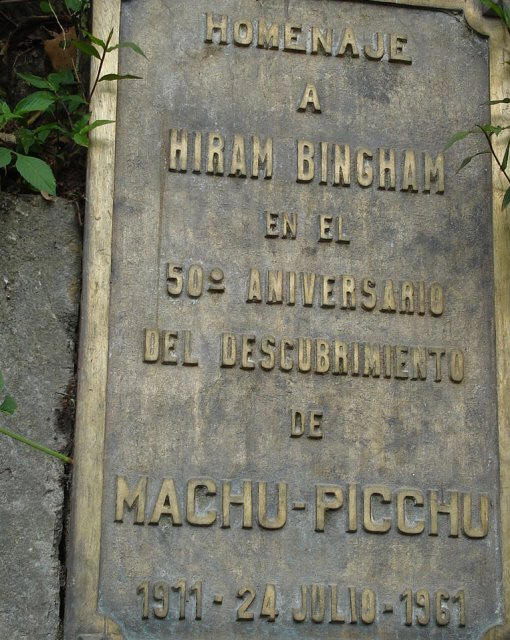 HOMENAJE
A
HIRAM BINGHAM
EN EL
50º ANIVERSARIO
DEL DESCUBRIMIENTO
DE
MACHU-PICCHU
1911-24 JULIO-1961